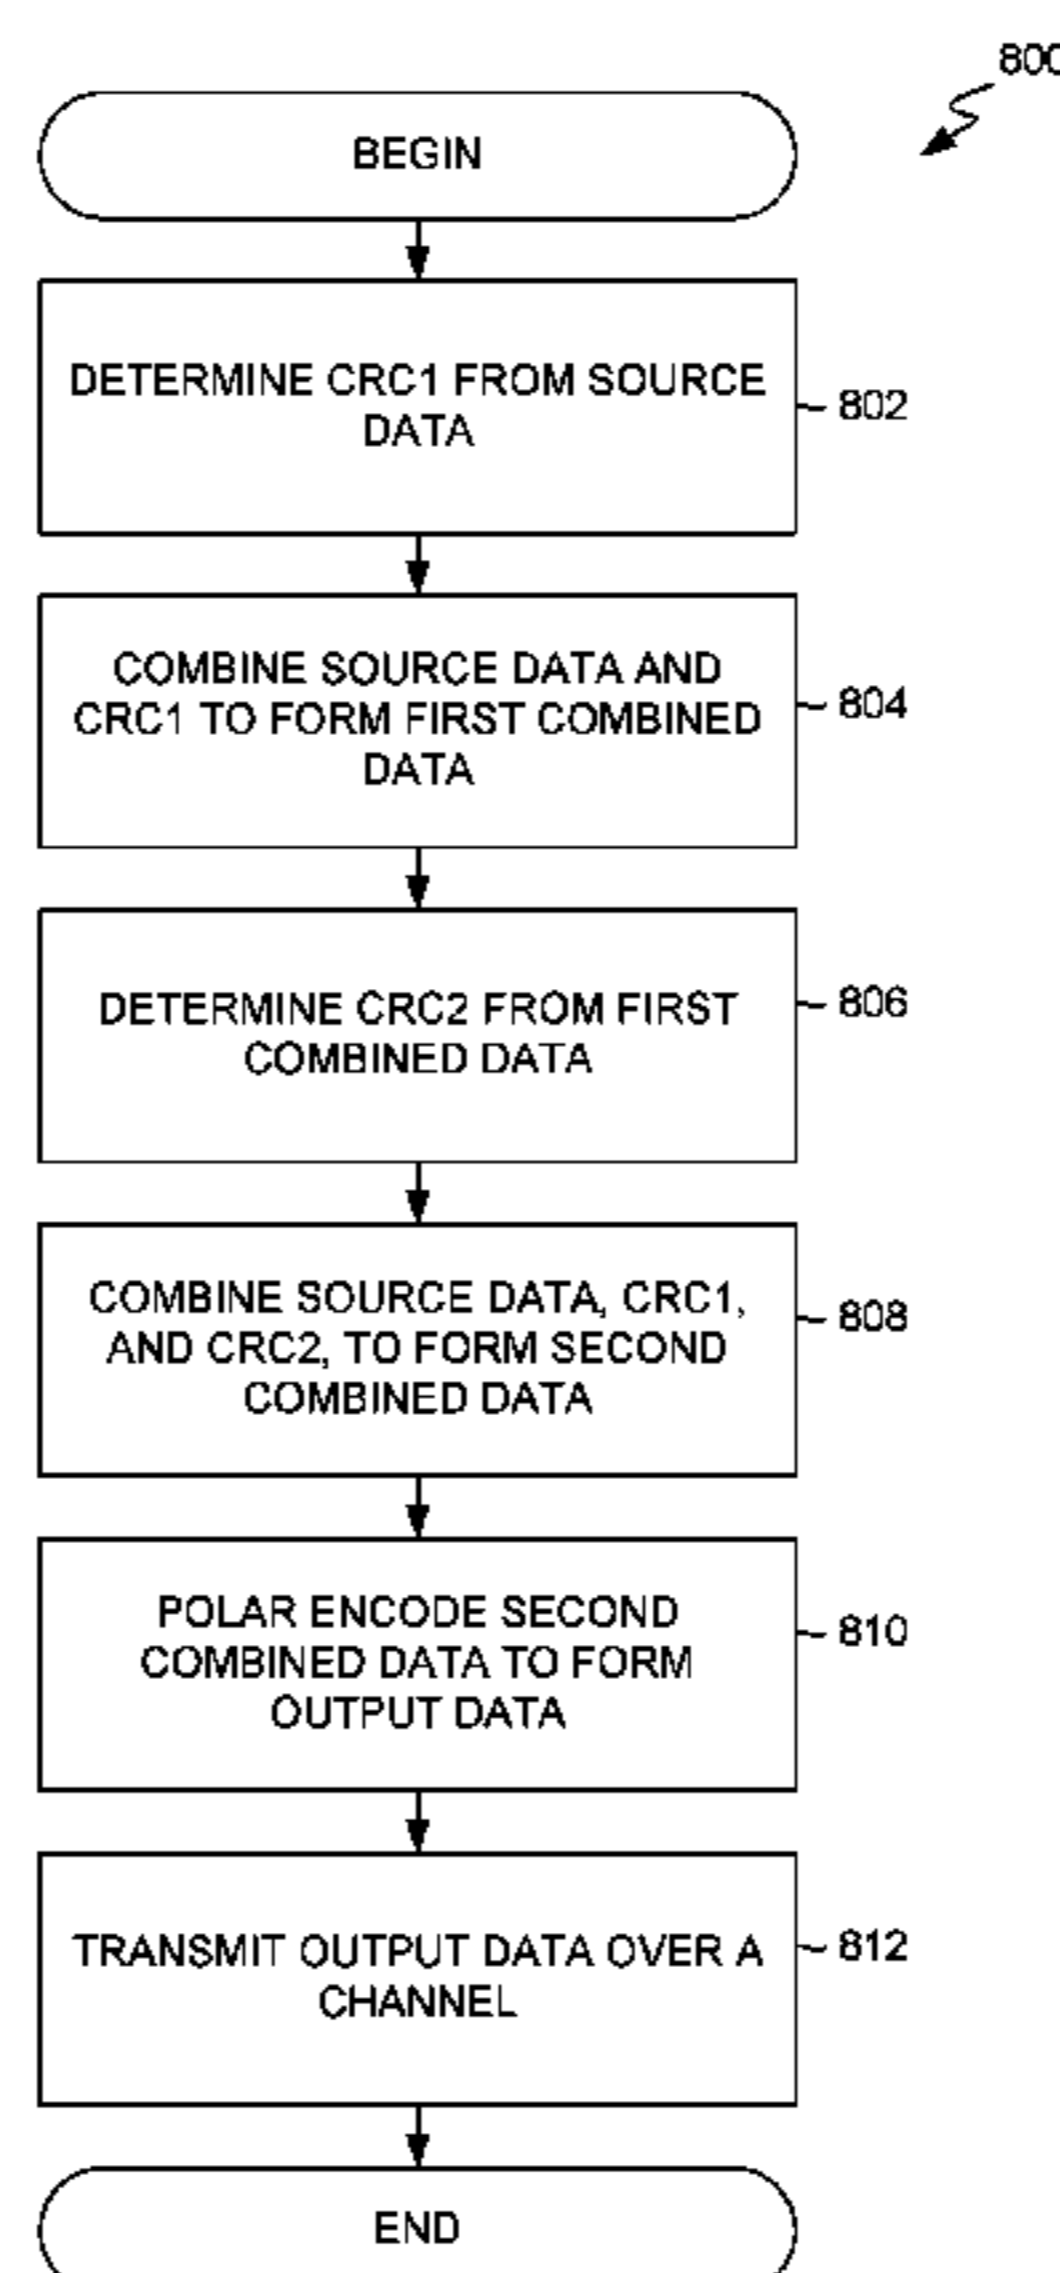 800
BEGIN
DETERMINE CRC1 FROM SOURCE
DATA
802
COMBINE SOURCE DATA AND
CRC1 TO FORM FIRST COMBINED
DATA
804
DETERMINE CRC2 FROM FIRST
COMBINED DATA
806
COMBINE SOURCE DATA, CRC1,
AND CRC2, TO FORM SECOND
COMBINED DATA
808
POLAR ENCODE SECOND
COMBINED DATA TO FORM
OUTPUT DATA
810
TRANSMIT OUTPUT DATA OVER A
CHANNEL
812
END